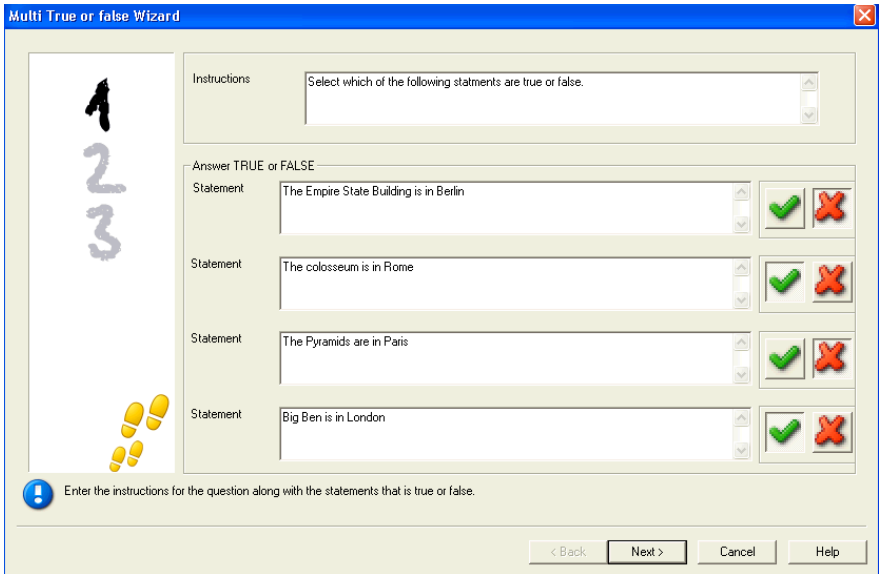 Multi True or false Wizard
1
2
3
Instructions
Select which of the following statments are true or false.
Answer TRUE or FALSE
Statement
The Empire State Building is in Berlin
Statement
The colosseum is in Rome
Statement
The Pyramids are in Paris
Statement
Big Ben is in London
Enter the instructions for the question along with the statements that is true or false.
< Back
Next >
Cancel
Help